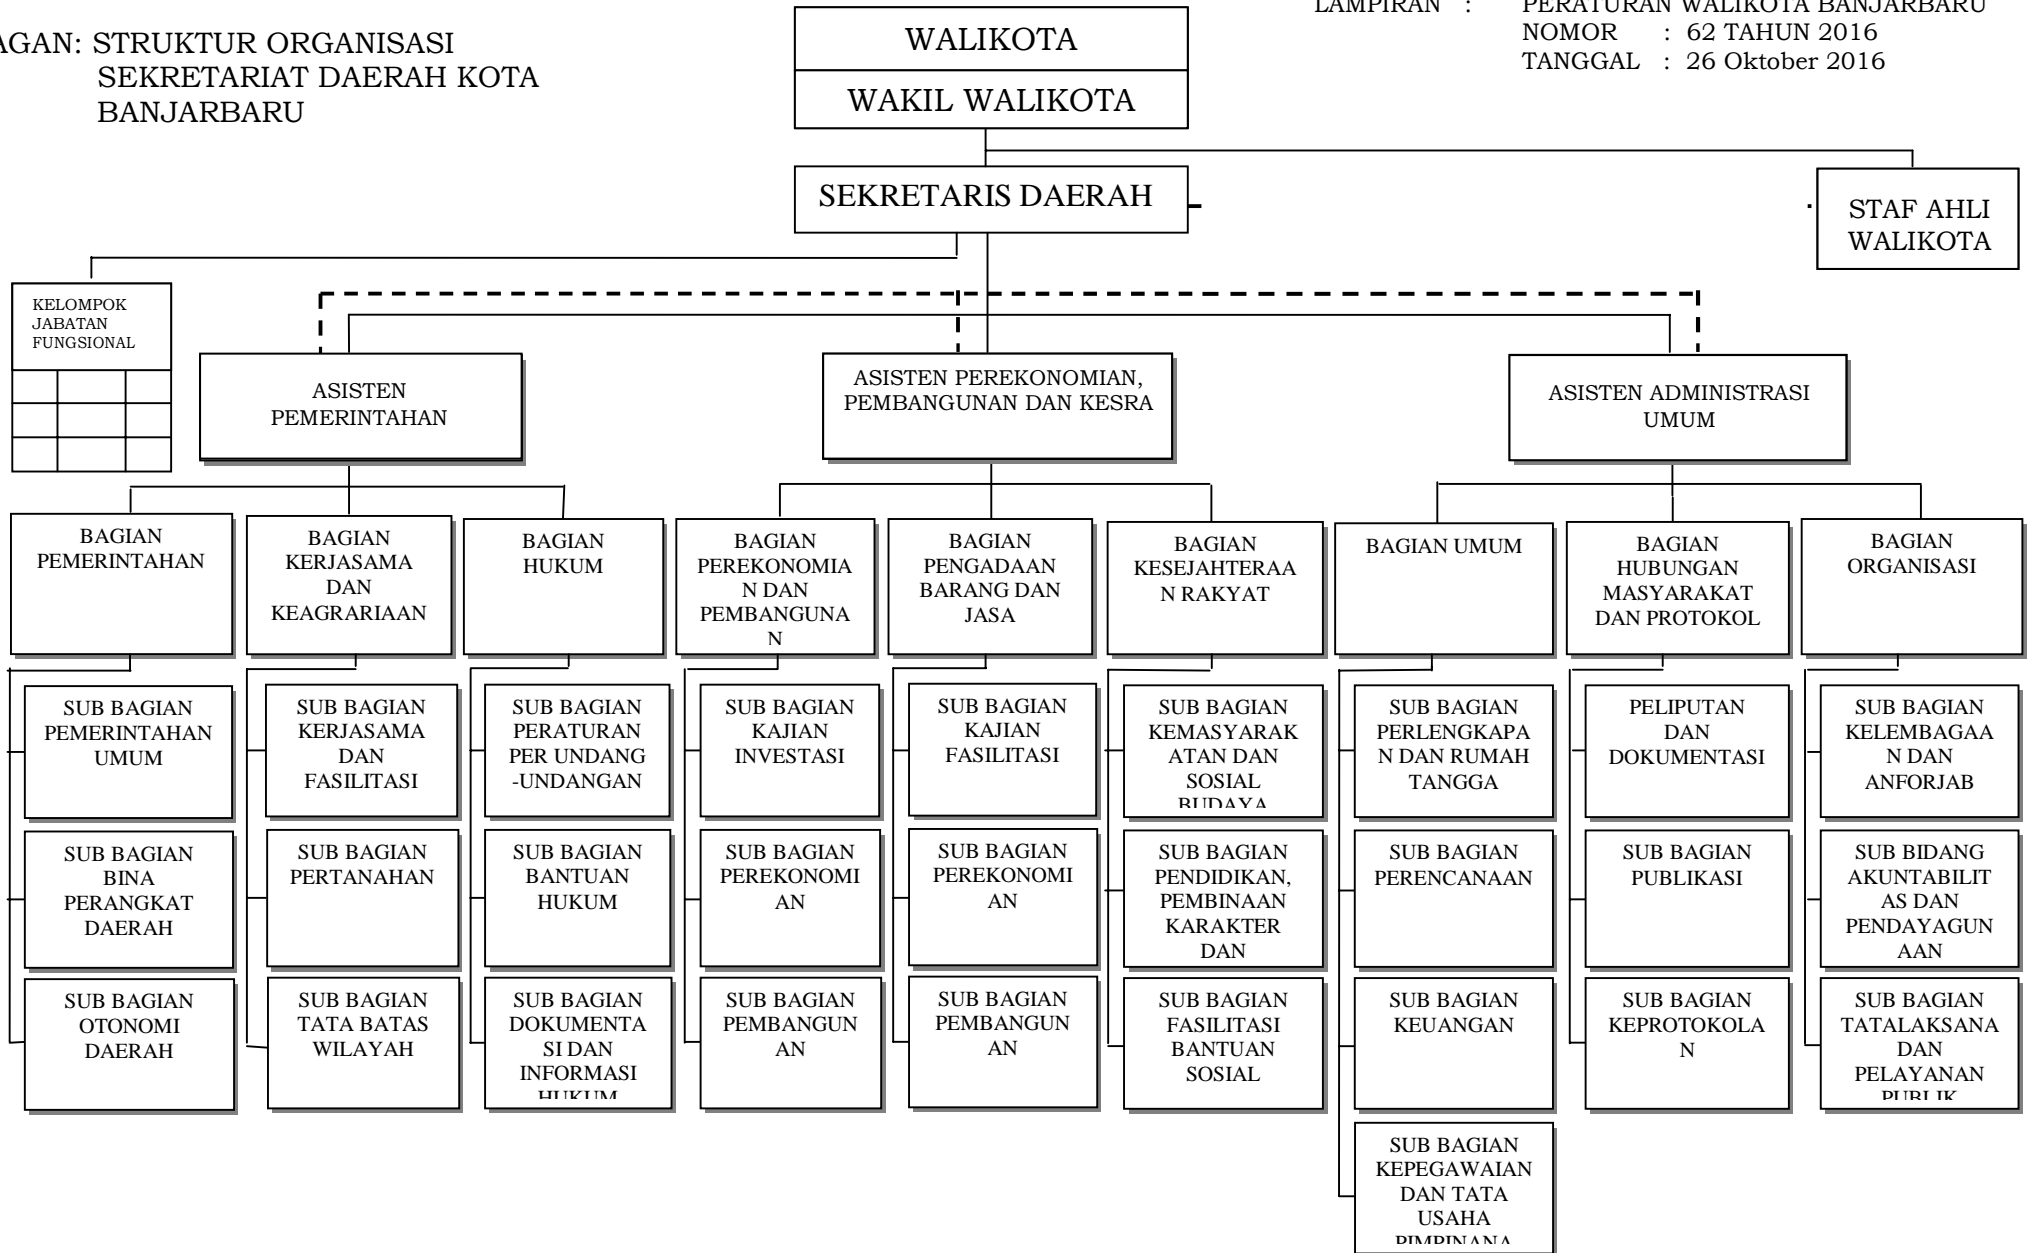 AGAN: STRUKTUR ORGANISASI
SEKRETARIAT DAERAH KOTA
BANJARBARU
LAMPIRAN : PERATURAN WALIKOTA BANJARBARU
NOMOR : 62 TAHUN 2016
TANGGAL : 26 Oktober 2016
WALIKOTA
WAKIL WALIKOTA
SEKRETARIS DAERAH
STAF AHLI
WALIKOTA
KELOMPOK
JABATAN
FUNGSIONAL
ASISTEN
PEMERINTAHAN
ASISTEN PEREKONOMIAN,
PEMBANGUNAN DAN KESRA
ASISTEN ADMINISTRASI
UMUM
BAGIAN
PEMERINTAHAN
BAGIAN
KERJASAMA
DAN
KEAGRARIAAN
BAGIAN
HUKUM
BAGIAN
PEREKONOMIA
N DAN
PEMBANGUNA
N
BAGIAN
PENGADAAN
BARANG DAN
JASA
BAGIAN
KESEJAHTERAA
N RAKYAT
BAGIAN UMUM
BAGIAN
HUBUNGAN
MASYARAKAT
DAN PROTOKOL
BAGIAN
ORGANISASI
SUB BAGIAN
PEMERINTAHAN
UMUM
SUB BAGIAN
KERJASAMA
DAN
FASILITASI
SUB BAGIAN
PERATURAN
PER UNDANG
-UNDANGAN
SUB BAGIAN
KAJIAN
INVESTASI
SUB BAGIAN
KAJIAN
FASILITASI
SUB BAGIAN
KEMASYARAK
ATAN DAN
SOSIAL
BUDAYA
SUB BAGIAN
PERLENGKAPA
N DAN RUMAH
TANGGA
PELIPUTAN
DAN
DOKUMENTASI
SUB BAGIAN
KELEMBAGAA
N DAN
ANFORJAB
SUB BAGIAN
BINA
PERANGKAT
DAERAH
SUB BAGIAN
PERTANAHAN
SUB BAGIAN
BANTUAN
HUKUM
SUB BAGIAN
PEREKONOMI
AN
SUB BAGIAN
PEREKONOMI
AN
SUB BAGIAN
PENDIDIKAN,
PEMBINAAN
KARAKTER
DAN
SUB BAGIAN
PERENCANAAN
SUB BAGIAN
PUBLIKASI
SUB BIDANG
AKUNTABILIT
AS DAN
PENDAYAGUN
AAN
SUB BAGIAN
OTONOMI
DAERAH
SUB BAGIAN
TATA BATAS
WILAYAH
SUB BAGIAN
DOKUMENTA
SI DAN
INFORMASI
HUKUM
SUB BAGIAN
PEMBANGUN
AN
SUB BAGIAN
PEMBANGUN
AN
SUB BAGIAN
FASILITASI
BANTUAN
SOSIAL
SUB BAGIAN
KEUANGAN
SUB BAGIAN
KEPROTOKOLA
N
SUB BAGIAN
TATALAKSANA
DAN
PELAYANAN
PUBLIK
SUB BAGIAN
KEPEGAWAIAN
DAN TATA
USAHA
PIMPINANA